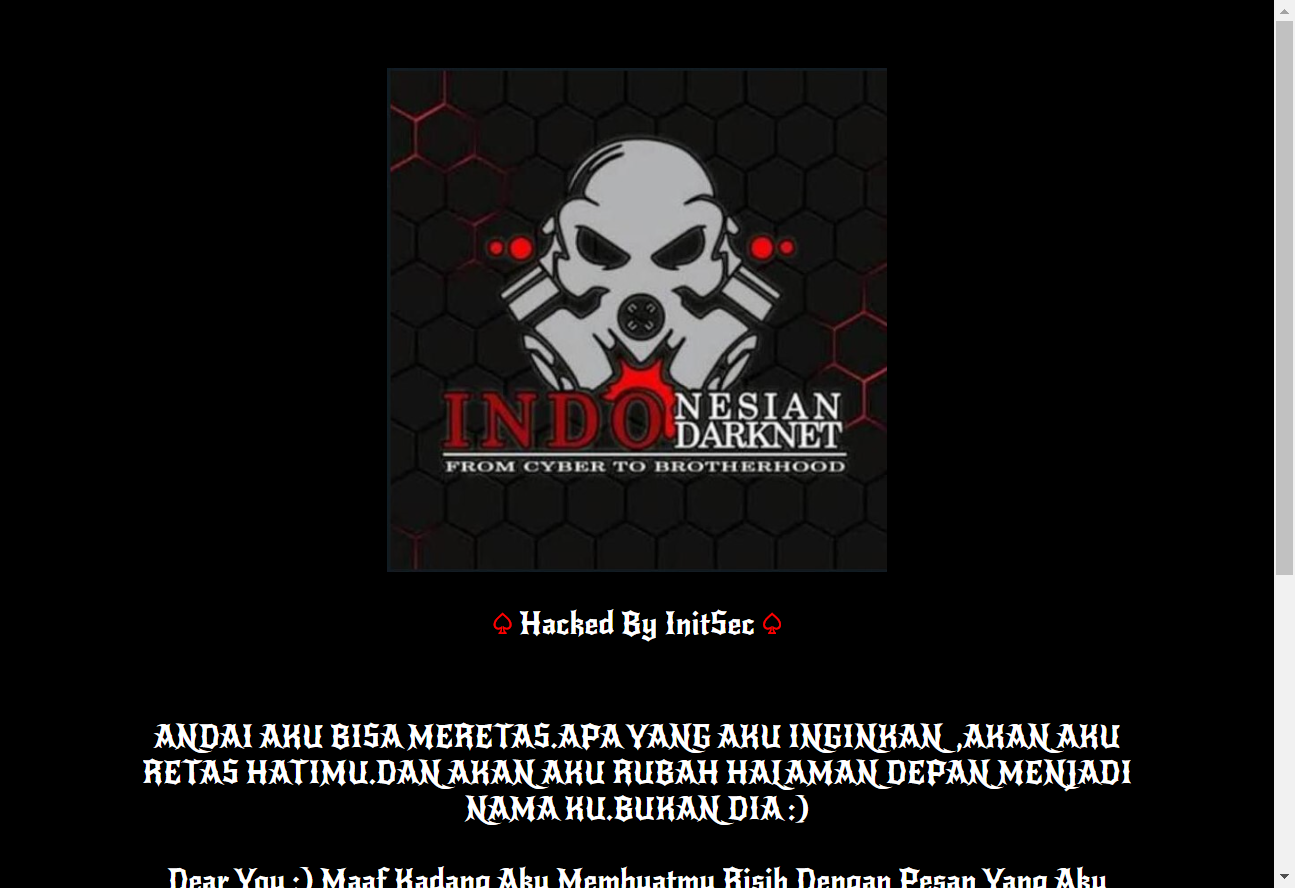 INDONESIAN
DARKNET
FROM CYBER TO BROTHERHOOD
♤ Hacked By InitSec ♤
ANDAI AKU BISA MERETAS.APA YANG AKU INGINKAN ,AKAN AKU
RETAS HATIMU.DAN AKAN AKU RUBAH HALAMAN DEPAN MENJADI
NAMA KU.BUKAN DIA :)
Dear You :) Maaf Kadang Aku Membuatmu Risih Dengan Pesan Yang Aku